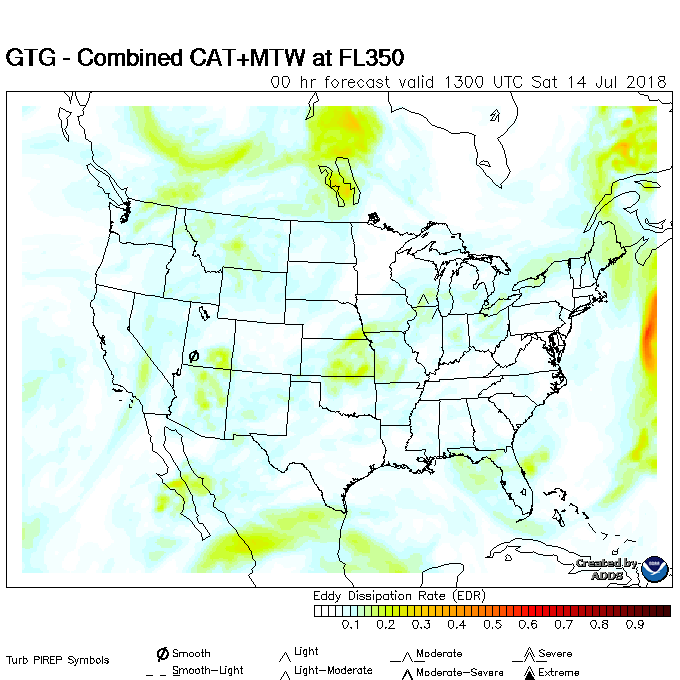 GTG - Combined CAT+MTW at FL350
00 hr forecast valid 1300 UTC Sat 14 Jul 2018
Created by
ADDS
Eddy Dissipation Rate (EDR)
0.1 0.2 0.3 0.4 0.5 0.6 0.7 0.8 0.9
Turb PIREP Symbols
Smooth Light Moderate Severe
Smooth-Light Light-Moderate Moderate-Severe Extreme